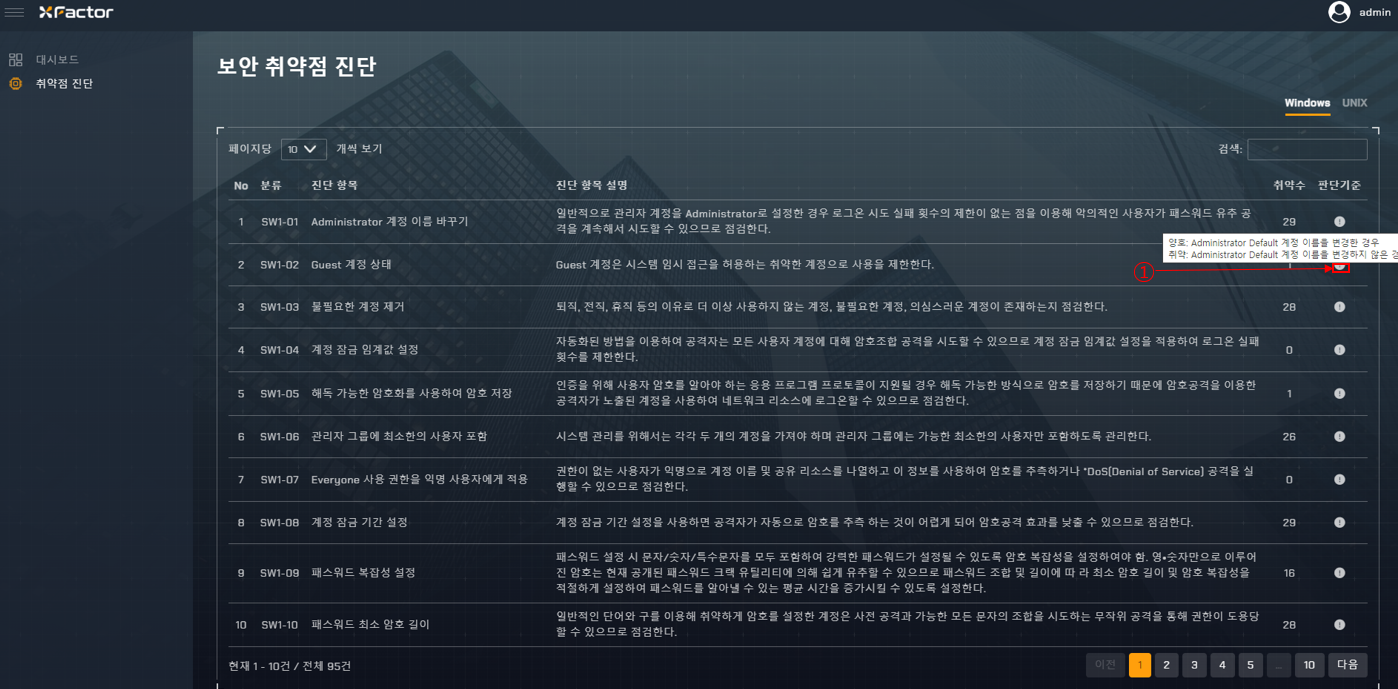 XFactor
admin
대시보드
취약점 진단
보안 취약점 진단
Windows UNIX
페이지당 10 개씩 보기 검색:
No 분류 진단 항목 진단 항목 설명 취약수 판단기준
1 SW1-01 Administrator 계정 이름 바꾸기 일반적으로 관리자 계정을 Administrator로 설정한 경우 로그온 시도 실패 횟수의 제한이 없는 점을 이용해 악의적인 사용자가 패스워드 유추 공
격을 계속해서 시도할 수 있으므로 점검한다. 29
양호: Administrator Default 계정 이름을 변경한 경우
취약: Administrator Default 계정 이름을 변경하지 않은
①
2 SW1-02 Guest 계정 상태 Guest 계정은 시스템 임시 접근을 허용하는 취약한 계정으로 사용을 제한한다.
3 SW1-03 불필요한 계정 제거 퇴직, 전직, 휴직 등의 이유로 더 이상 사용하지 않는 계정, 불필요한 계정, 의심스러운 계정이 존재하는지 점검한다. 28
4 SW1-04 계정 잠금 임계값 설정 자동화된 방법을 이용하여 공격자는 모든 사용자 계정에 대해 암호조합 공격을 시도할 수 있으므로 계정 잠금 임계값 설정을 적용하여 로그온 실패
횟수를 제한한다. 0
5 SW1-05 해독 가능한 암호화를 사용하여 암호 저장 인증을 위해 사용자 암호를 알아야 하는 응용 프로그램 프로토콜이 지원될 경우 해독 가능한 방식으로 암호를 저장하기 때문에 암호공격을 이용한
공격자가 노출된 계정을 사용하여 네트워크 리소스에 로그온할 수 있으므로 점검한다. 1
6 SW1-06 관리자 그룹에 최소한의 사용자 포함 시스템 관리를 위해서는 각각 두 개의 계정을 가져야 하며 관리자 그룹에는 가능한 최소한의 사용자만 포함하도록 관리한다. 26
7 SW1-07 Everyone 사용 권한을 익명 사용자에게 적용 권한이 없는 사용자가 익명으로 계정 이름 및 공유 리소스를 나열하고 이 정보를 사용하여 암호를 추측하거나 *DoS(Denial of Service) 공격을 실
행할 수 있으므로 점검한다. 0
8 SW1-08 계정 잠금 기간 설정 계정 잠금 기간 설정을 사용하면 공격자가 자동으로 암호를 추측 하는 것이 어렵게 되어 암호공격 효과를 낮출 수 있으므로 점검한다. 29
9 SW1-09 패스워드 복잡성 설정 패스워드 설정 시 문자/숫자/특수문자를 모두 포함하여 강력한 패스워드가 설정될 수 있도록 암호 복잡성을 설정하여야 함. 영•숫자만으로 이루어
진 암호는 현재 공개된 패스워드 크랙 유틸리티에 의해 쉽게 유추할 수 있으므로 패스워드 조합 및 길이에 따 라 최소 암호 길이 및 암호 복잡성을
적절하게 설정하여 패스워드를 알아낼 수 있는 평균 시간을 증가시킬 수 있도록 설정한다. 16
10 SW1-10 패스워드 최소 암호 길이 일반적인 단어와 구를 이용해 취약하게 암호를 설정한 계정은 사전 공격과 가능한 모든 문자의 조합을 시도하는 무작위 공격을 통해 권한이 도용당
할 수 있으므로 점검한다. 28
현재 1 - 10건 / 전체 95건 이전 1 2 3 4 5 ... 10 다음